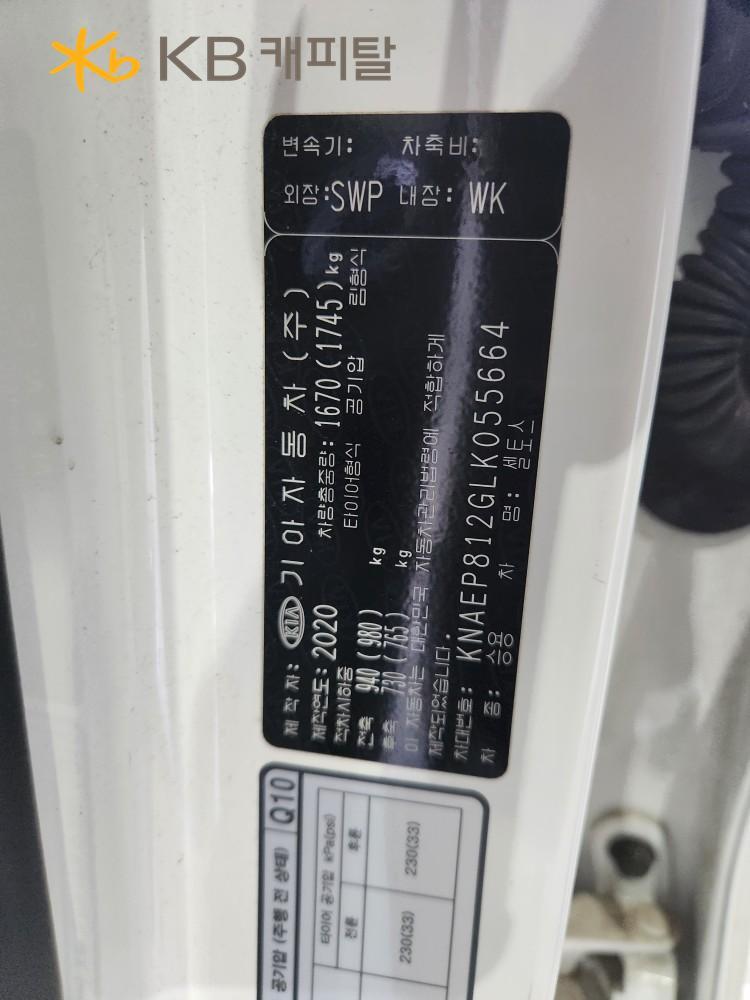 KB 캐피탈
변속기: 차축비:
외장:SWP 내장: WK
제 작 자: KIA 기아자동차(주)
제작연도: 2020 차량총중량: 1670(1745)kg
적차시하중 타이어형식 공기압 림형식
전축 940 (980) kg
후축 730 (765) kg
이 자동차는 대한민국 자동차관리법령에 적합하게
제작되었습니다.
차대번호: KNAEP812GLK055664
차 종: 승용 차 명: 셀토스
공기압 (주행 전 상태) Q10
타이어 공기압 kPa(psi)
전륜 후륜
230(33) 230(33)